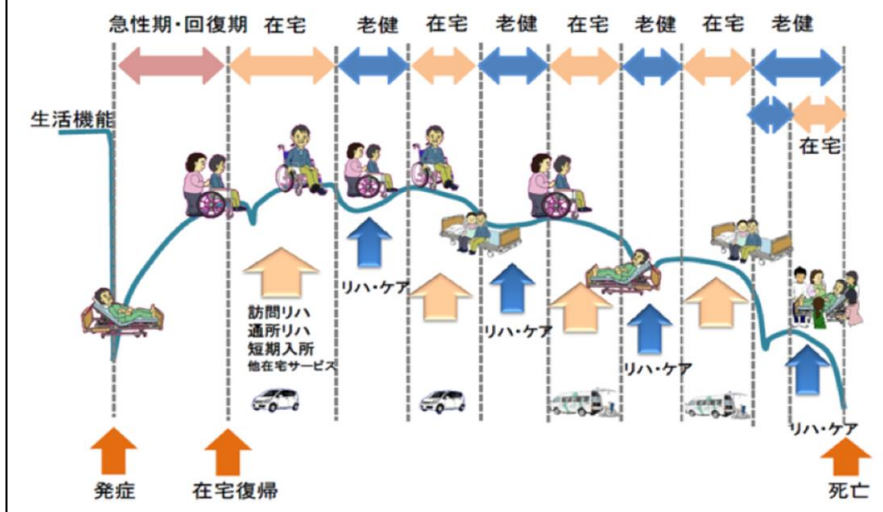 急性期・回復期 在宅 老健 在宅 老健 在宅 老健 在宅 老健
在宅
生活機能
訪問リハ
通所リハ
短期入所
他在宅サービス
リハ・ケア
リハ・ケア
リハ・ケア
リハ・ケア
発症
在宅復帰
死亡